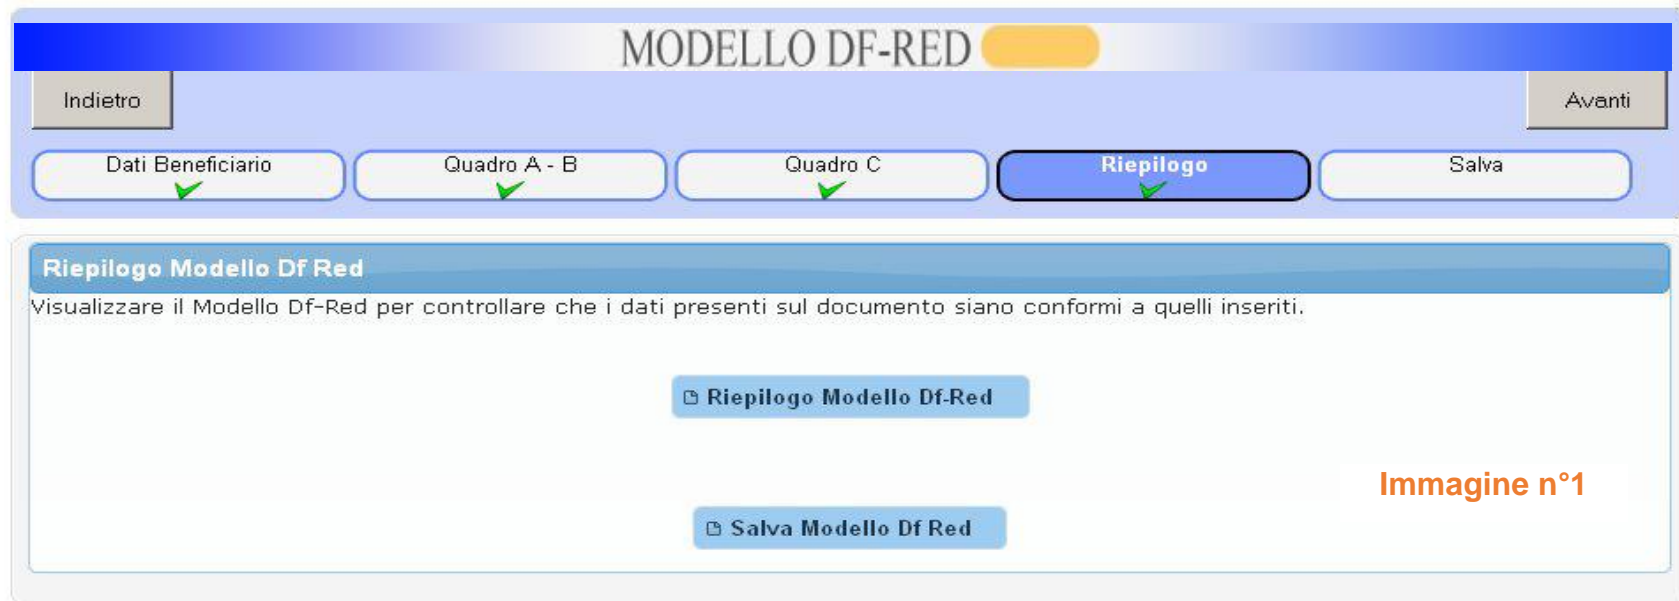 MODELLO DF-RED
Indietro
Avanti
Dati Beneficiario
Quadro A - B
Quadro C
Riepilogo
Salva
Riepilogo Modello Df Red
Visualizzare il Modello Df-Red per controllare che i dati presenti sul documento siano conformi a quelli inseriti.
Riepilogo Modello Df-Red
Immagine n°1
Salva Modello Df Red